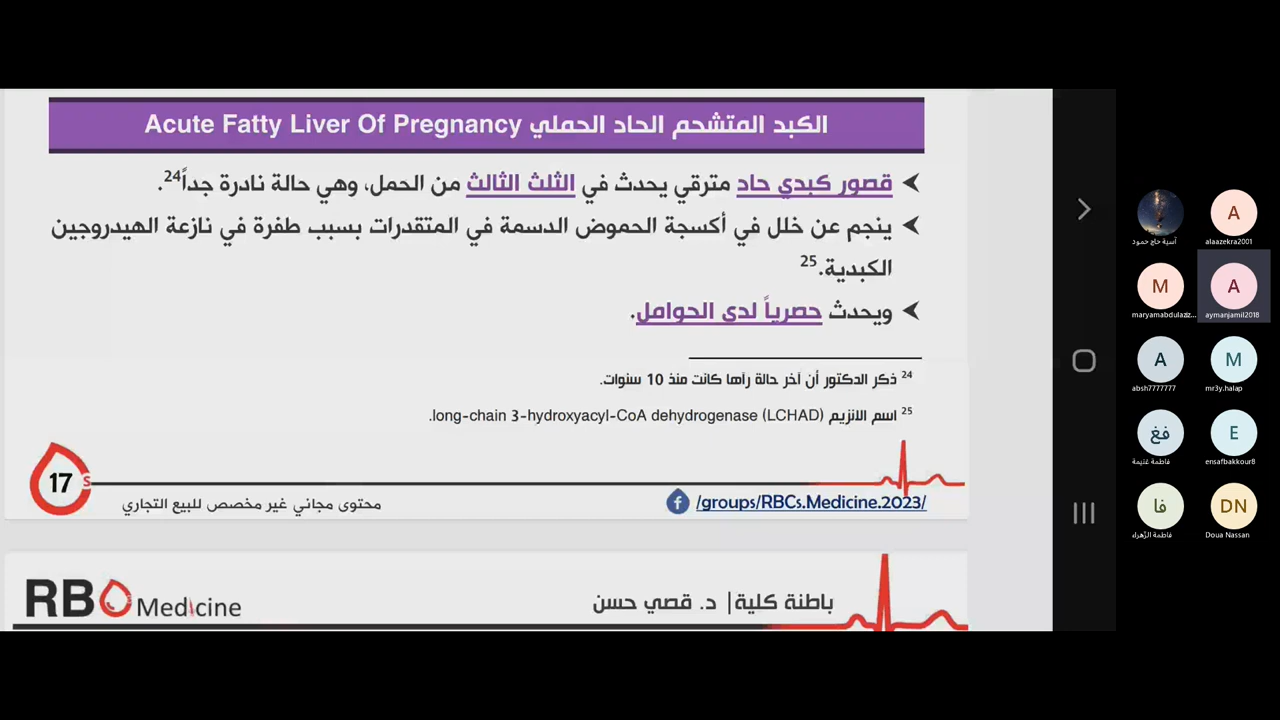 الكبد المتشحم الحاد الحملي Acute Fatty Liver Of Pregnancy
➤ قصور كبدي حاد مترقي يحدث في الثلث الثالث من الحمل، وهي حالة نادرة جداً24.
➤ ينجم عن خلل في أكسجة الحموض الدسمة في المتقدرات بسبب طفرة في نازعة الهيدروجين
الكبدية.25
➤ ويحدث حصرياً لدى الحوامل.
24 ذكر الدكتور أن آخر حالة رآها كانت منذ 10 سنوات.
25 اسم الانزيم long-chain 3-hydroxyacyl-CoA dehydrogenase (LCHAD).
17
S
محتوى مجاني غير مخصص للبيع التجاري
/groups/RBCs.Medicine.2023/
RB Medicine
باطنة كلية| د. قصي حسن
آسية حاج حمود
A
alaazekra2001
M
maryamabdulaziz...
A
aymanjamil2018
A
absh7777777
M
mr3y.halap
فغ
فاطمة غنيمة
E
ensafbakkour8
فا
فاطمة الزهراء
DN
Doua Nassan